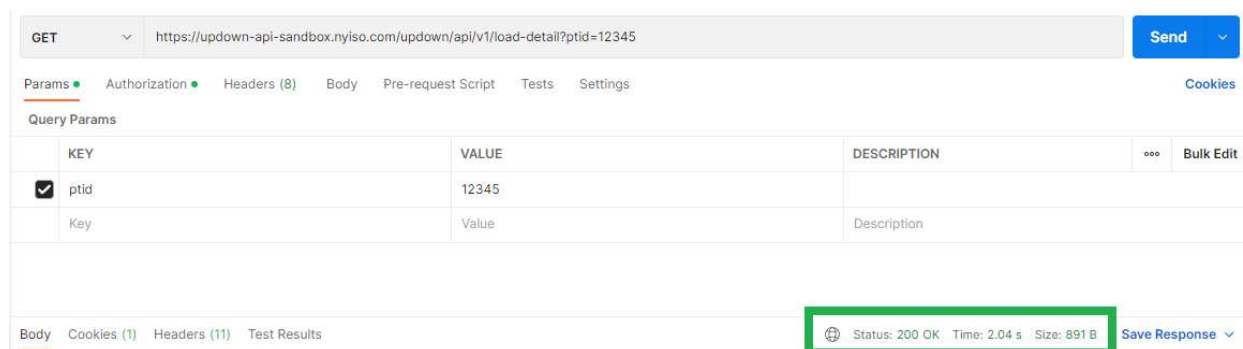 GET https://updown-api-sandbox.nyiso.com/updown/api/v1/load-detail?ptid=12345 Send
Params Authorization Headers (8) Body Pre-request Script Tests Settings Cookies
Query Params
KEY VALUE DESCRIPTION ooo Bulk Edit
ptid 12345
Key Value Description
Body Cookies (1) Headers (11) Test Results Status: 200 OK Time: 2.04 s Size: 891 B Save Response